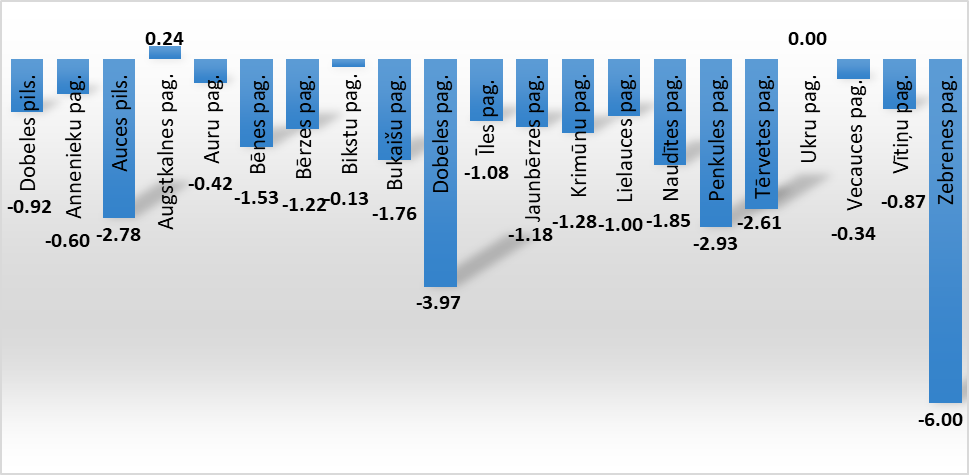 0.24
0.00
Dobeles pils.
Annenieku pag.
Auces pils.
Augstkalnes pag.
Auru pag.
Bēnes pag.
Bērzes pag.
Bikstu pag.
Bukaišu pag.
Dobeles pag.
Īles pag.
Jaunbērzes pag.
Krimūnu pag.
Lielauces pag.
Naudītes pag.
Penkules pag.
Tērvetes pag.
Ukru pag.
Vecauces pag.
Vītiņu pag.
Zebrenes pag.
-0.92
-0.60
-2.78
-0.42
-1.53
-1.22
-0.13
-1.76
-3.97
-1.08
-1.18
-1.28
-1.00
-1.85
-2.93
-2.61
-0.34
-0.87
-6.00